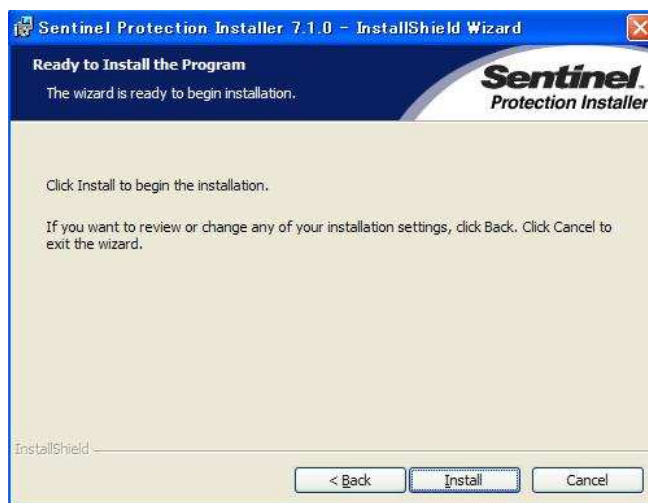 Sentinel Protection Installer 7.1.0 - InstallShield Wizard
Ready to Install the Program
The wizard is ready to begin installation.
Sentinel™
Protection Installer
Click Install to begin the installation.
If you want to review or change any of your installation settings, click Back. Click Cancel to
exit the wizard.
InstallShield
< Back
Install
Cancel